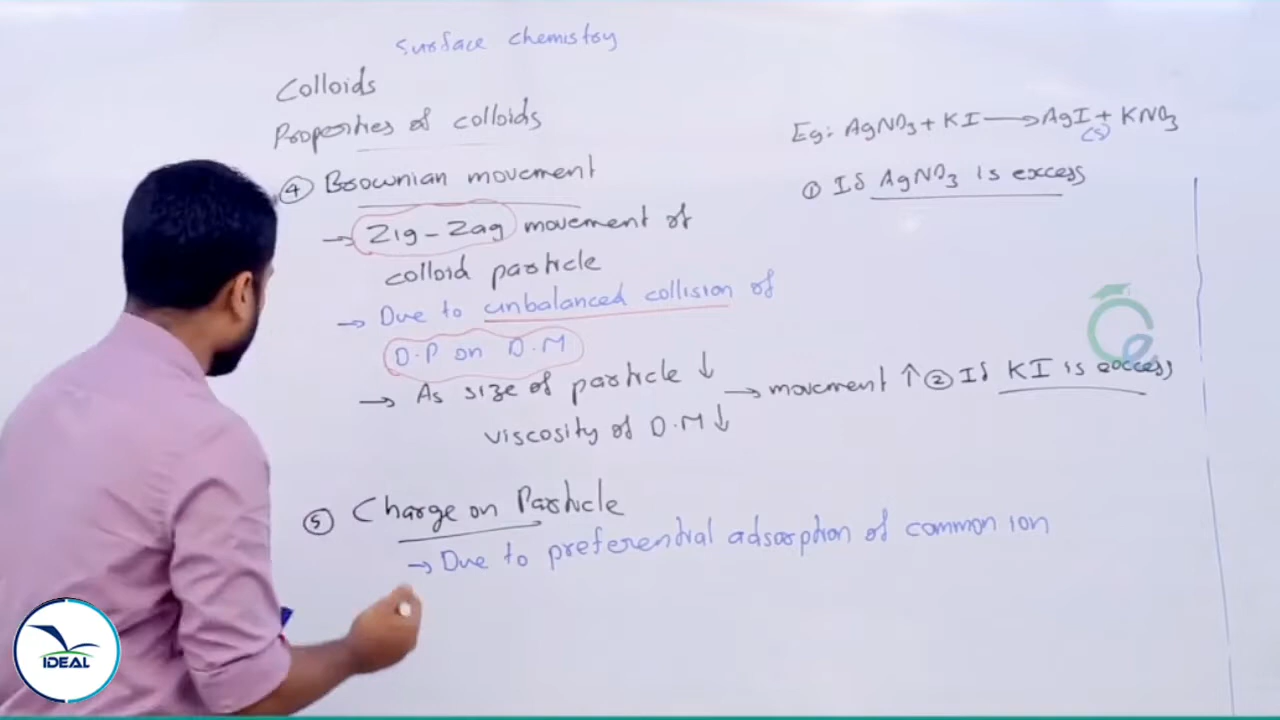 Surface chemistry
Colloids
Properties of colloids
④ Brownian movement
→ Zig-Zag movement of
colloid particle
→ Due to unbalanced collision of
D.P on D.M
→ As size of particle ↓
viscosity of D.M ↓
→ movement ↑
⑤ Charge on Particle
→ Due to preferential adsorption of common ion
Eg: AgNO3 + KI → AgI + KNO3
(s)
① If AgNO3 is excess
② If KI is excess
IDEAL